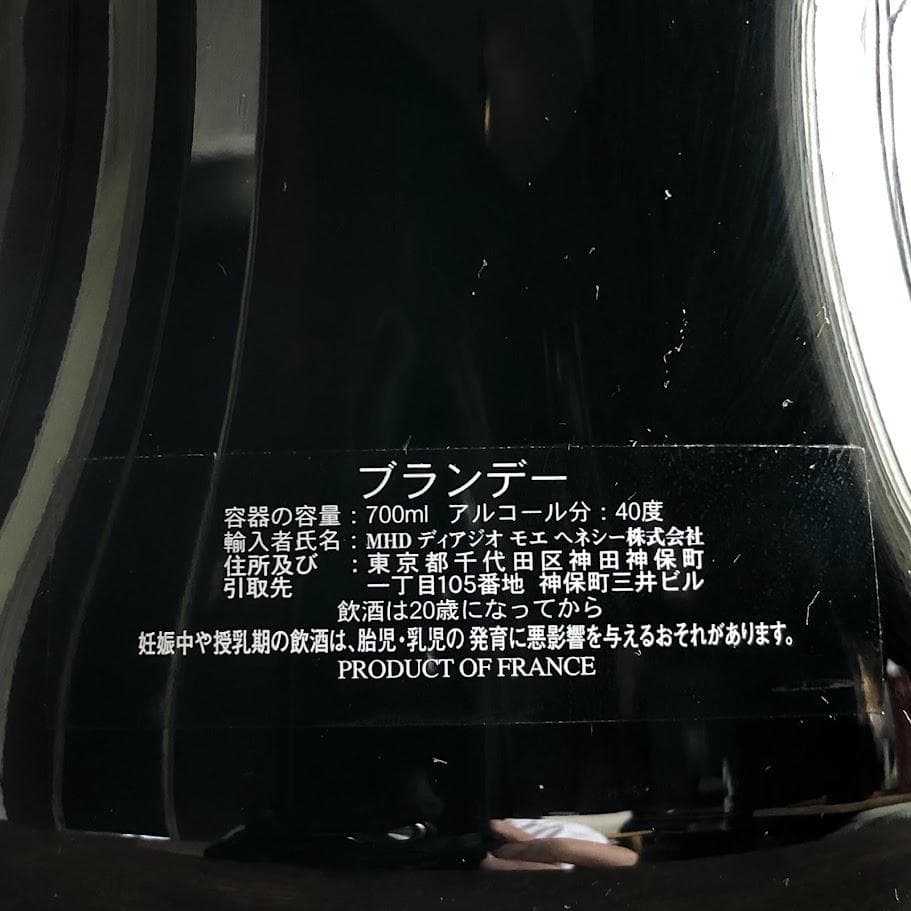 ブランデー
容器の容量：700ml アルコール分：40度
輸入者氏名：MHD ディアジオ モエ ヘネシー株式会社
住所及び ：東京都千代田区神田神保町
引取先 一丁目105番地 神保町三井ビル
飲酒は20歳になってから
妊娠中や授乳期の飲酒は、胎児・乳児の発育に悪影響を与えるおそれがあります。
PRODUCT OF FRANCE